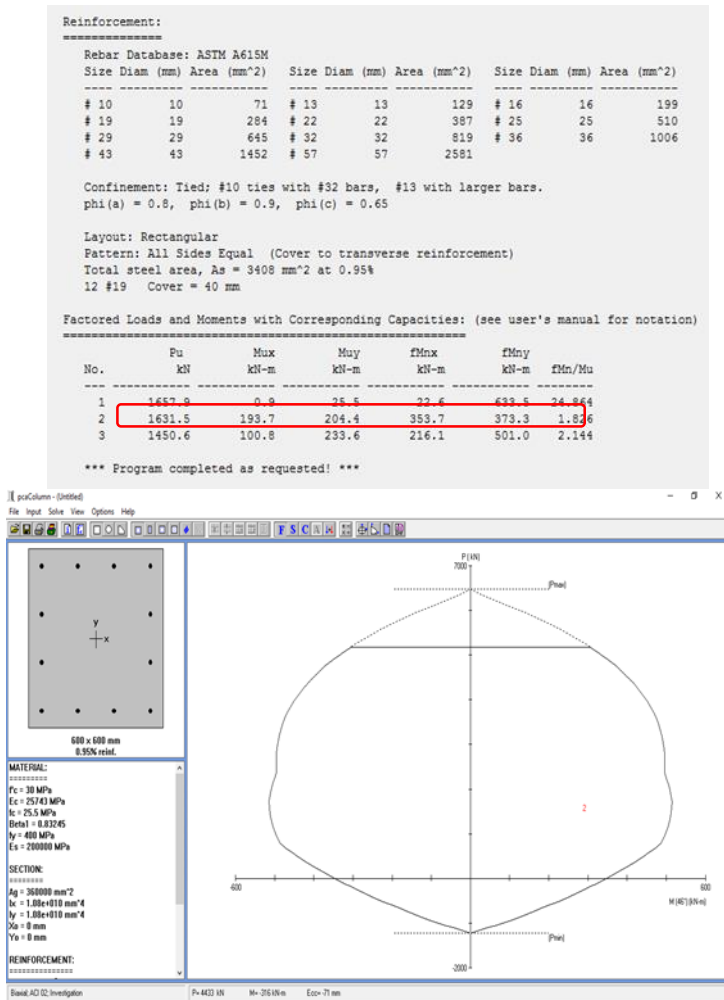 Reinforcement:
==============
Rebar Database: ASTM A615M
Size Diam (mm) Area (mm^2)   Size Diam (mm) Area (mm^2)   Size Diam (mm) Area (mm^2)
---- --------- -----------   ---- --------- -----------   ---- --------- -----------
# 10        10          71   # 13        13         129   # 16        16         199
# 19        19         284   # 22        22         387   # 25        25         510
# 29        29         645   # 32        32         819   # 36        36        1006
# 43        43        1452   # 57        57        2581
Confinement: Tied; #10 ties with #32 bars,  #13 with larger bars.
phi(a) = 0.8,  phi(b) = 0.9,  phi(c) = 0.65
Layout: Rectangular
Pattern: All Sides Equal  (Cover to transverse reinforcement)
Total steel area, As = 3408 mm^2 at 0.95%
12 #19   Cover = 40 mm
Factored Loads and Moments with Corresponding Capacities: (see user's manual for notation)
=========================================================
Pu   Mux   Muy   fMnx   fMny
No.   kN   kN-m   kN-m   kN-m   kN-m   fMn/Mu
--- ------------ ------------ ------------ ------------ ------------ --------
1   1657.9   0.9   25.5   22.6   633.5   24.864
2   1631.5   193.7   204.4   353.7   373.3   1.826
3   1450.6   100.8   233.6   216.1   501.0   2.144
*** Program completed as requested! ***
pcaColumn - (Untitled)
File Input Solve View Options Help
F S C
y
x
600 x 600 mm
0.95% reinf.
MATERIAL:
=========
f'c = 30 MPa
Ec = 25743 MPa
fc = 25.5 MPa
Beta1 = 0.83245
fy = 400 MPa
Es = 200000 MPa
SECTION:
========
Ag = 360000 mm^2
Ix = 1.08e+010 mm^4
Iy = 1.08e+010 mm^4
Xo = 0 mm
Yo = 0 mm
REINFORCEMENT:
==============
P (kN)
7000
(Pmax)
2
-600
600
M (46°) (kN-m)
(Pmin)
-2000
Biaxial; ACI 02; Investigation
P= 4433 kN   M= -316 kN-m   Ecc= -71 mm